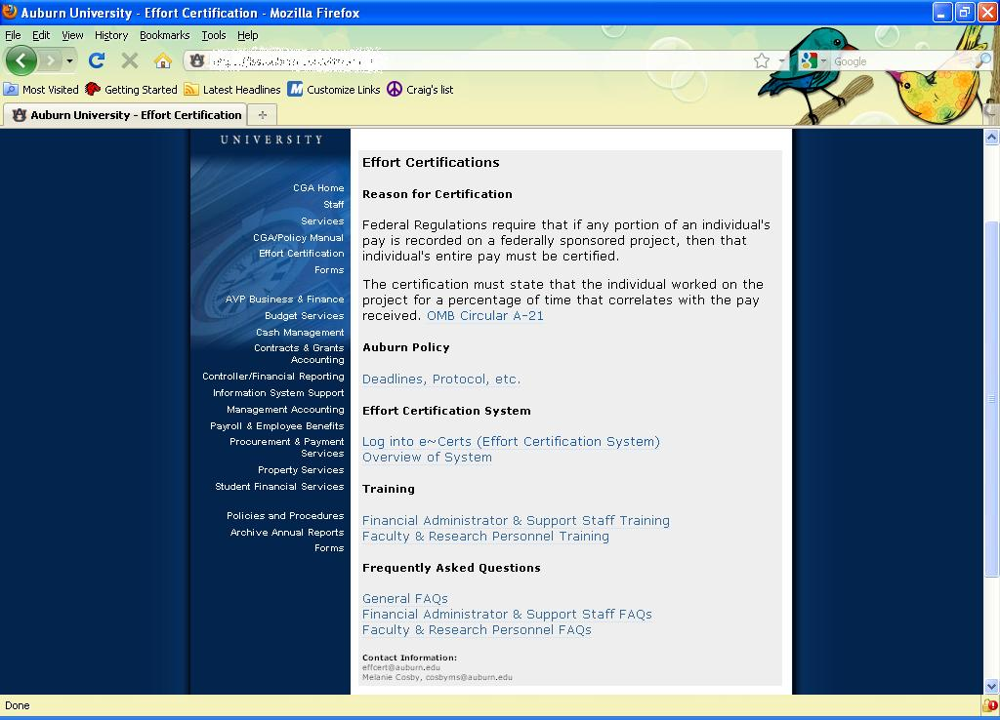 Auburn University - Effort Certification - Mozilla Firefox
File Edit View History Bookmarks Tools Help
Google
Most Visited Getting Started Latest Headlines Customize Links Craig's list
Auburn University - Effort Certification
UNIVERSITY
CGA Home
Staff
Services
CGA/Policy Manual
Effort Certification
Forms
AVP Business & Finance
Budget Services
Cash Management
Contracts & Grants
Accounting
Controller/Financial Reporting
Information System Support
Management Accounting
Payroll & Employee Benefits
Procurement & Payment
Services
Property Services
Student Financial Services
Policies and Procedures
Archive Annual Reports
Forms
Effort Certifications
Reason for Certification
Federal Regulations require that if any portion of an individual's
pay is recorded on a federally sponsored project, then that
individual's entire pay must be certified.
The certification must state that the individual worked on the
project for a percentage of time that correlates with the pay
received. OMB Circular A-21
Auburn Policy
Deadlines, Protocol, etc.
Effort Certification System
Log into e~Certs (Effort Certification System)
Overview of System
Training
Financial Administrator & Support Staff Training
Faculty & Research Personnel Training
Frequently Asked Questions
General FAQs
Financial Administrator & Support Staff FAQs
Faculty & Research Personnel FAQs
Contact Information:
effcert@auburn.edu
Melanie Cosby, cosbyms@auburn.edu
Done